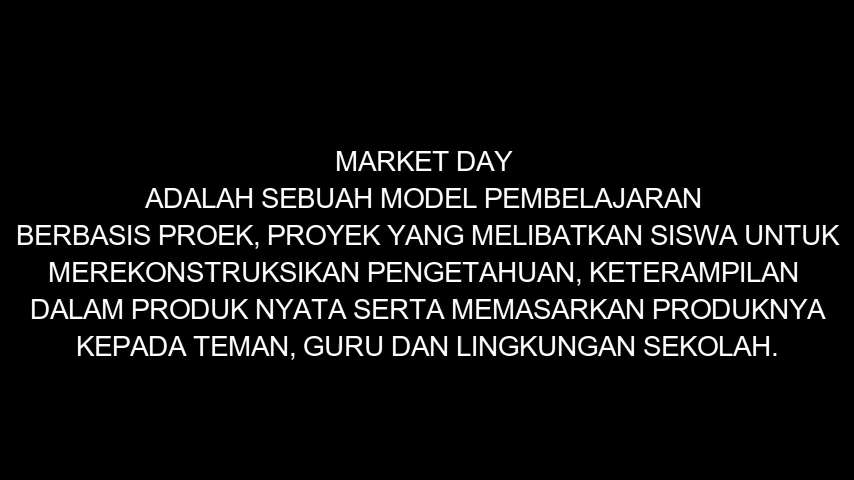 MARKET DAY
ADALAH SEBUAH MODEL PEMBELAJARAN
BERBASIS PROEK, PROYEK YANG MELIBATKAN SISWA UNTUK
MEREKONSTRUKSIKAN PENGETAHUAN, KETERAMPILAN
DALAM PRODUK NYATA SERTA MEMASARKAN PRODUKNYA
KEPADA TEMAN, GURU DAN LINGKUNGAN SEKOLAH.